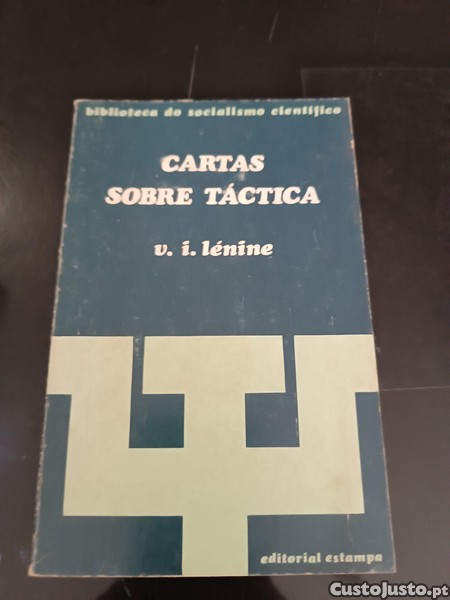 biblioteca do socialismo científico
CARTAS
SOBRE TÁCTICA
v. i. lénine
editorial estampa
CustoJusto.pt